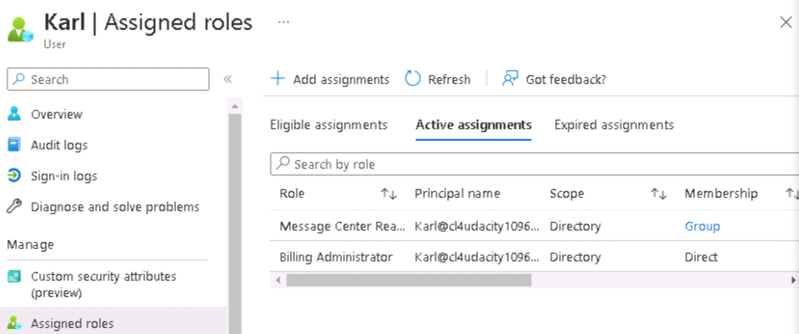 Karl | Assigned roles ...
User
Search
Overview
Audit logs
Sign-in logs
Diagnose and solve problems
Manage
Custom security attributes
(preview)
Assigned roles
Add assignments Refresh Got feedback?
Eligible assignments Active assignments Expired assignments
Search by role
Role Principal name Scope Membership
Message Center Rea... Karl@cl4udacity1096... Directory Group
Billing Administrator Karl@cl4udacity1096... Directory Direct